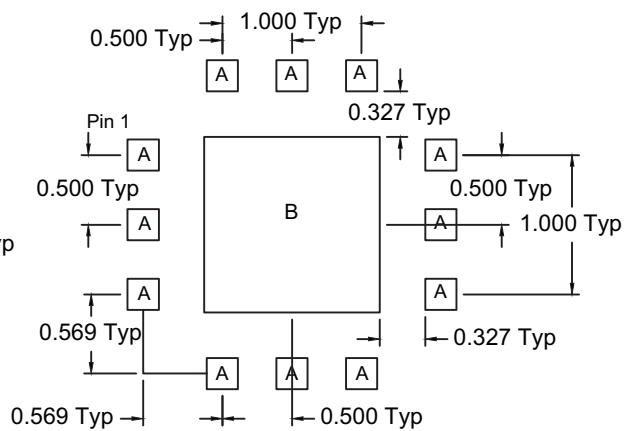 1.000 Typ
0.500 Typ
A A A
0.327 Typ
Pin 1
A A
0.500 Typ 0.500 Typ
B
A A 1.000 Typ
A A
0.569 Typ 0.327 Typ
A A A
0.569 Typ 0.500 Typ